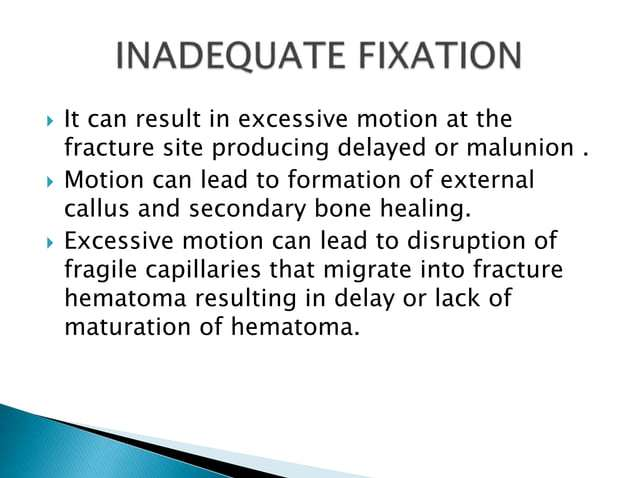 INADEQUATE FIXATION
It can result in excessive motion at the
fracture site producing delayed or malunion .
Motion can lead to formation of external
callus and secondary bone healing.
Excessive motion can lead to disruption of
fragile capillaries that migrate into fracture
hematoma resulting in delay or lack of
maturation of hematoma.